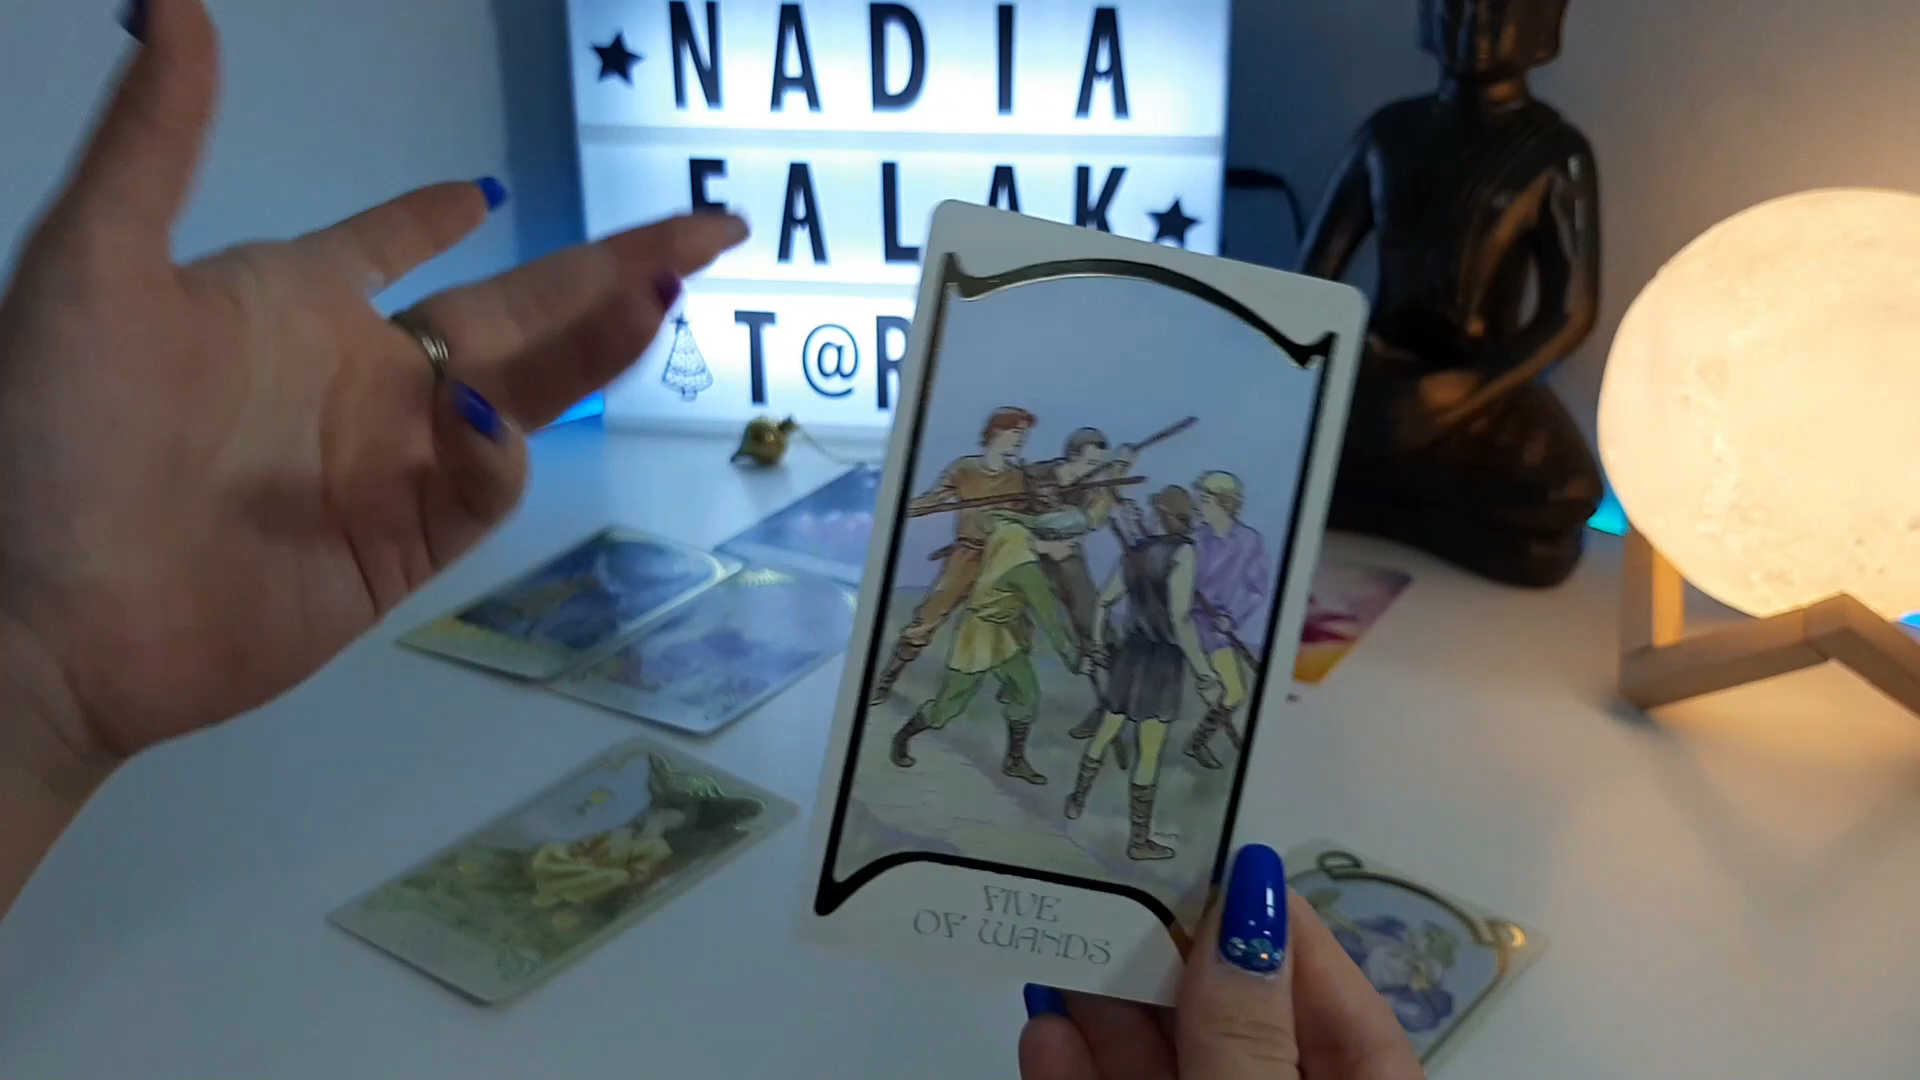 ★ NADIA
FALAK ★
T@R
FIVE
OF WANDS